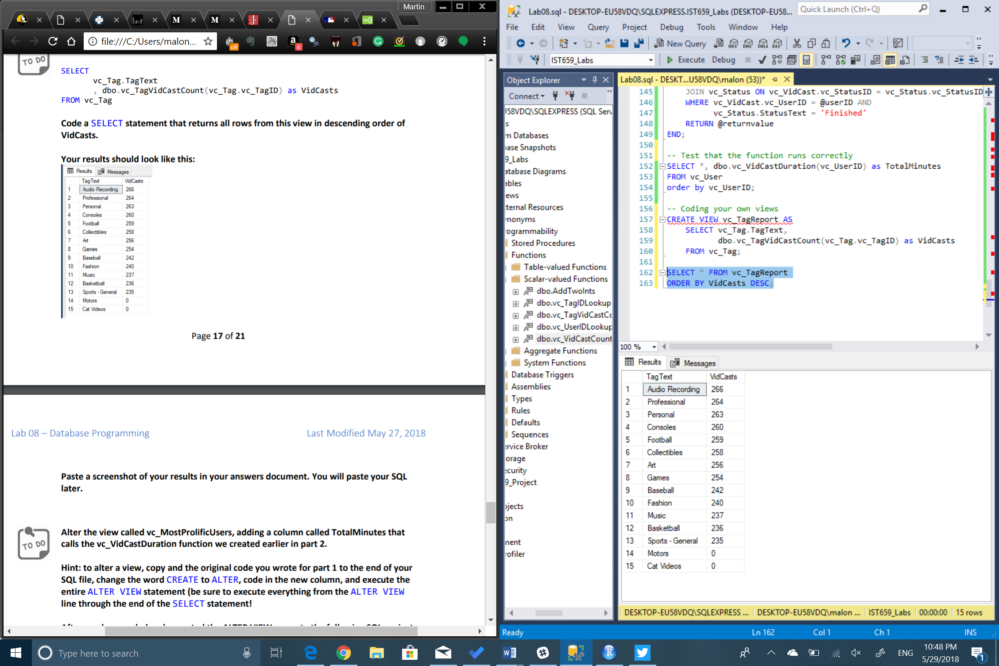 Martin
file:///C:/Users/malon...
off
8
TO DO
SELECT
vc_Tag.TagText
, dbo.vc_TagVidCastCount(vc_Tag.vc_TagID) as VidCasts
FROM vc_Tag
Code a SELECT statement that returns all rows from this view in descending order of
VidCasts.
Your results should look like this:
Results Messages
TagText VidCasts
1 Audio Recording 266
2 Professional 264
3 Personal 263
4 Consoles 260
5 Football 259
6 Collectibles 258
7 Art 256
8 Games 254
9 Baseball 242
10 Fashion 240
11 Music 237
12 Basketball 236
13 Sports - General 235
14 Motors 0
15 Cat Videos 0
Page 17 of 21
Lab 08 – Database Programming Last Modified May 27, 2018
Paste a screenshot of your results in your answers document. You will paste your SQL
later.
TO DO
Alter the view called vc_MostProlificUsers, adding a column called TotalMinutes that
calls the vc_VidCastDuration function we created earlier in part 2.
Hint: to alter a view, copy and the original code you wrote for part 1 to the end of your
SQL file, change the word CREATE to ALTER, code in the new column, and execute the
entire ALTER VIEW statement (be sure to execute everything from the ALTER VIEW
line through the end of the SELECT statement!
Lab08.sql - DESKTOP-EU58VDQ\SQLEXPRESS.IST659_Labs (DESKTOP-EU58...
Quick Launch (Ctrl+Q)
File Edit View Query Project Debug Tools Window Help
New Query MDX DMX XMLA DAX
IST659_Labs Execute Debug
Object Explorer
Connect
J58VDQ\SQLEXPRESS (SQL Serv
s
m Databases
ase Snapshots
9_Labs
atabase Diagrams
ables
ews
ternal Resources
ynonyms
rogrammability
Stored Procedures
Functions
Table-valued Functions
Scalar-valued Functions
dbo.AddTwoInts
dbo.vc_TagIDLookup
dbo.vc_TagVidCastCo
dbo.vc_UserIDLookup
dbo.vc_VidCastCount
Aggregate Functions
System Functions
Database Triggers
Assemblies
Types
Rules
Defaults
Sequences
ervice Broker
orage
ecurity
9_Project
bjects
on
ment
rofiler
Lab08.sql - DESKT...U58VDQ\malon (53))*
145 JOIN vc_Status ON vc_VidCast.vc_StatusID = vc_Status.vc_StatusID
146 WHERE vc_VidCast.vc_UserID = @userID AND
147 vc_Status.StatusText = 'Finished'
148 RETURN @returnvalue
149 END;
150
151 -- Test that the function runs correctly
152 SELECT *, dbo.vc_VidCastDuration(vc_UserID) as TotalMinutes
153 FROM vc_User
154 order by vc_UserID;
155
156 -- Coding your own views
157 CREATE VIEW vc_TagReport AS
158 SELECT vc_Tag.TagText,
159 dbo.vc_TagVidCastCount(vc_Tag.vc_TagID) as VidCasts
160 FROM vc_Tag;
161
162 SELECT * FROM vc_TagReport
163 ORDER BY VidCasts DESC;
100 %
Results Messages
TagText VidCasts
1 Audio Recording 266
2 Professional 264
3 Personal 263
4 Consoles 260
5 Football 259
6 Collectibles 258
7 Art 256
8 Games 254
9 Baseball 242
10 Fashion 240
11 Music 237
12 Basketball 236
13 Sports - General 235
14 Motors 0
15 Cat Videos 0
DESKTOP-EU58VDQ\SQLEXPRESS ... DESKTOP-EU58VDQ\malon ... IST659_Labs 00:00:00 15 rows
Ready Ln 162 Col 1 Ch 1 INS
Type here to search
ENG
10:48 PM
5/29/2018
1